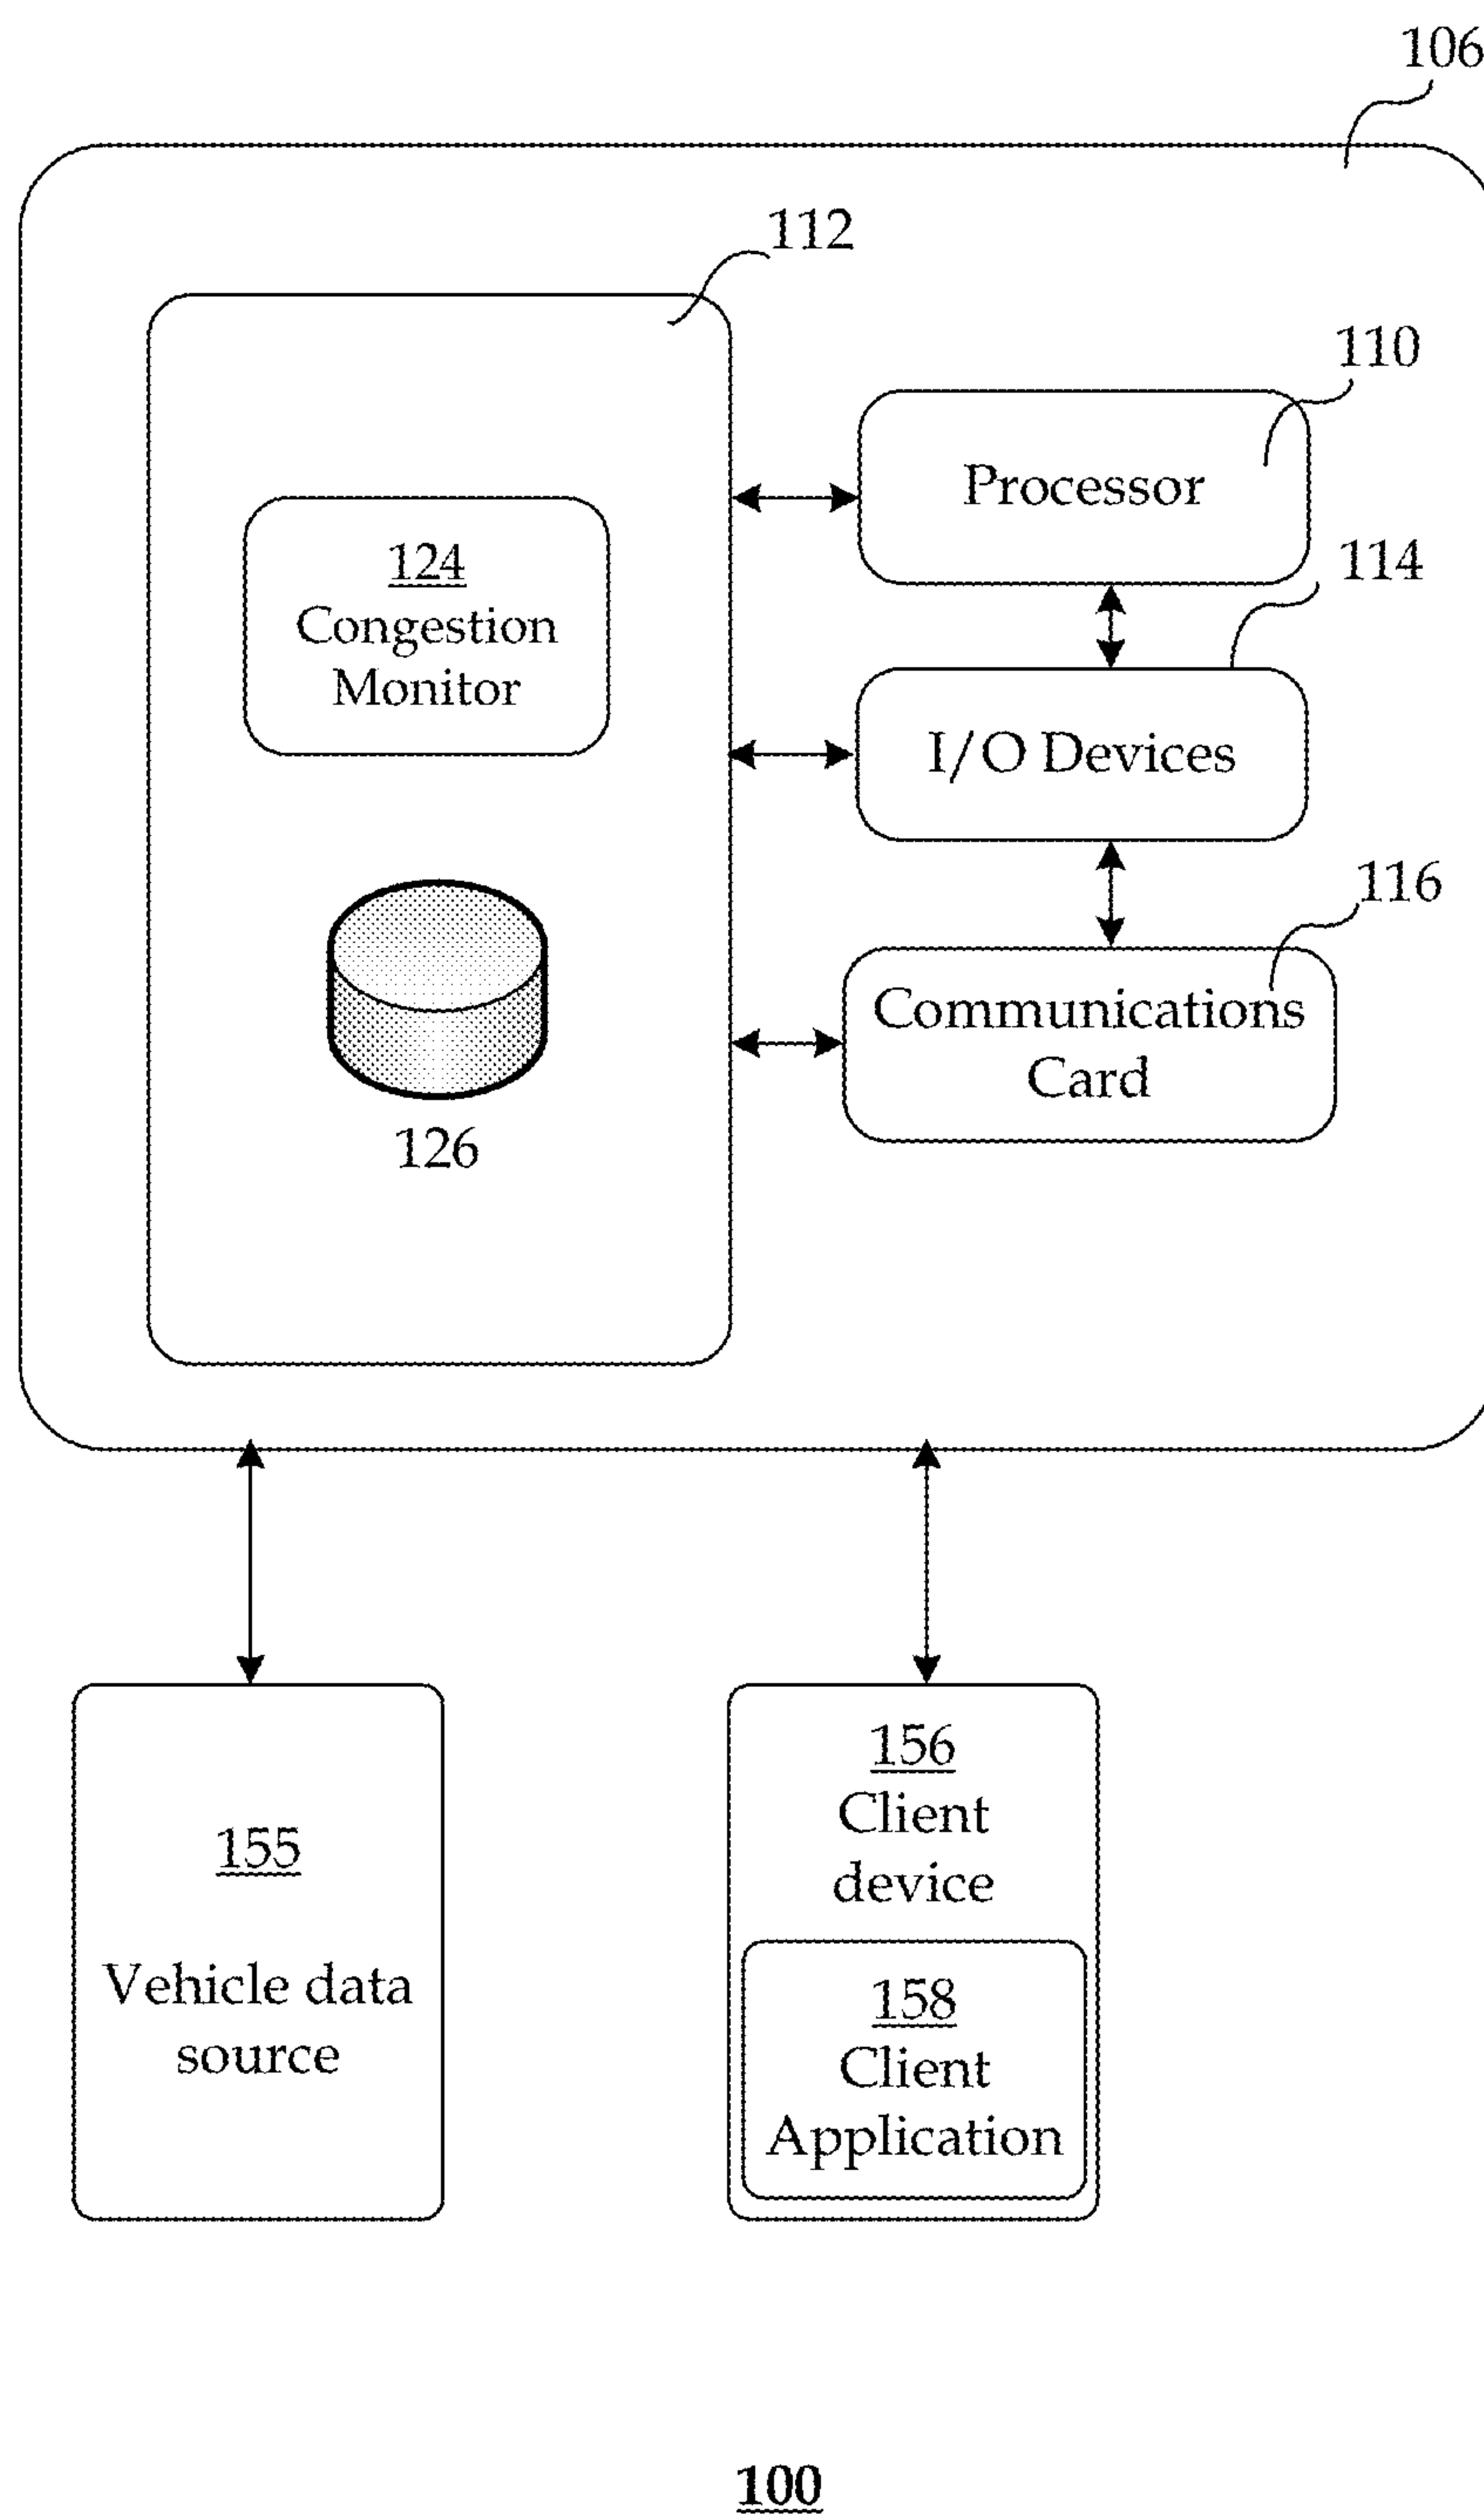 106
112
110
Processor
124
Congestion
Monitor
114
I/O Devices
116
Communications
Card
126
155
Vehicle data
source
156
Client
device
158
Client
Application
100